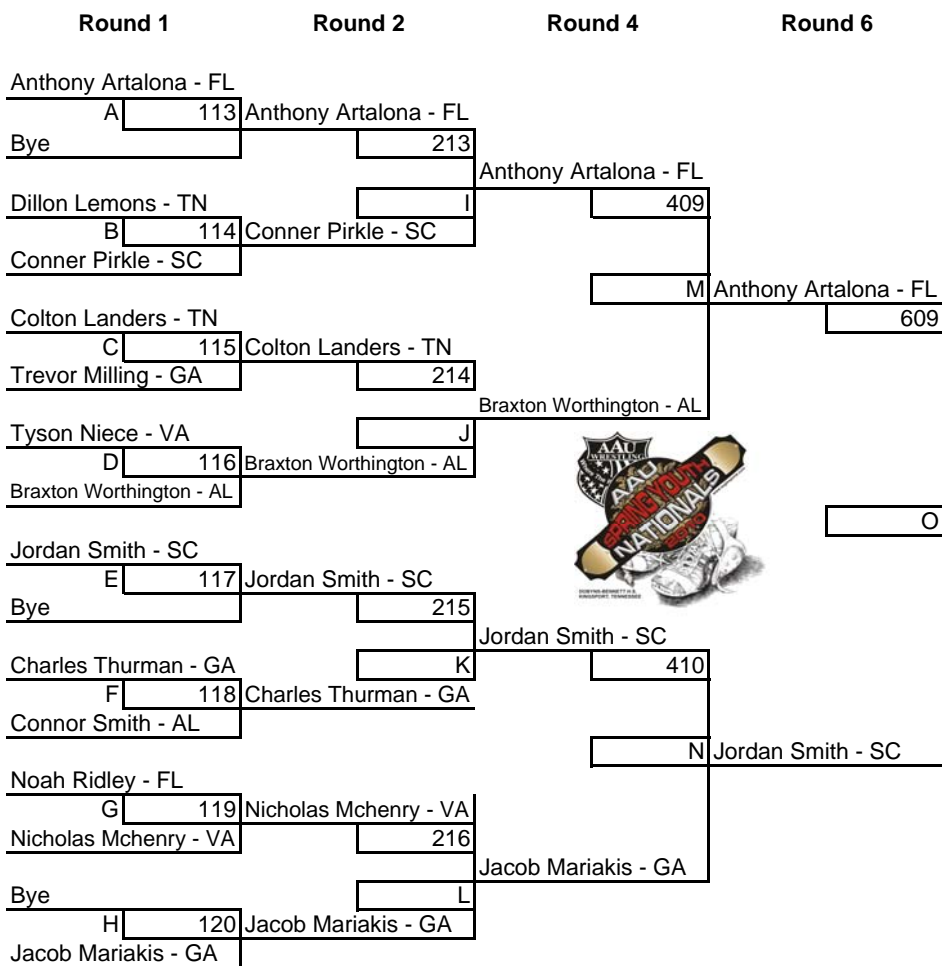 Round 1 Round 2 Round 4 Round 6
Anthony Artalona - FL
A 113 Anthony Artalona - FL
Bye 213
Anthony Artalona - FL
Dillon Lemons - TN I 409
B 114 Conner Pirkle - SC
Conner Pirkle - SC
M Anthony Artalona - FL
Colton Landers - TN 609
C 115 Colton Landers - TN
Trevor Milling - GA 214
Braxton Worthington - AL
Tyson Niece - VA J
D 116 Braxton Worthington - AL
Braxton Worthington - AL
AAU
WRESTLING
AAU
SPRING YOUTH
NATIONALS
2010
DOBYNS-BENNETT H.S.
KINGSPORT, TENNESSEE
O
Jordan Smith - SC
E 117 Jordan Smith - SC
Bye 215
Jordan Smith - SC
Charles Thurman - GA K 410
F 118 Charles Thurman - GA
Connor Smith - AL
N Jordan Smith - SC
Noah Ridley - FL
G 119 Nicholas Mchenry - VA
Nicholas Mchenry - VA 216
Jacob Mariakis - GA
Bye L
H 120 Jacob Mariakis - GA
Jacob Mariakis - GA